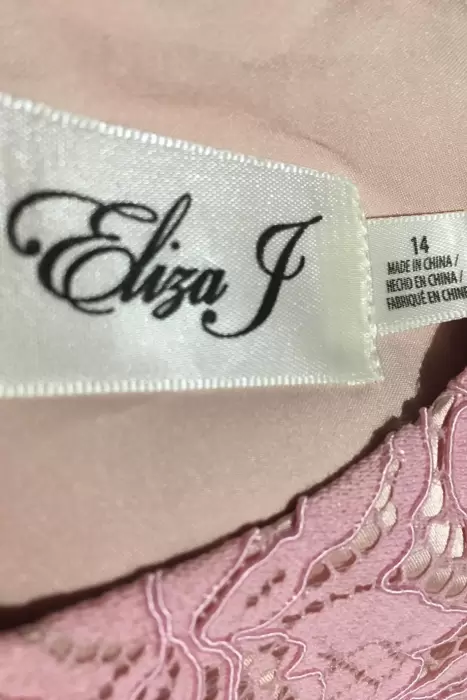 Eliza J
14
MADE IN CHINA /
HECHO EN CHINA /
FABRIQUÉ EN CHINE